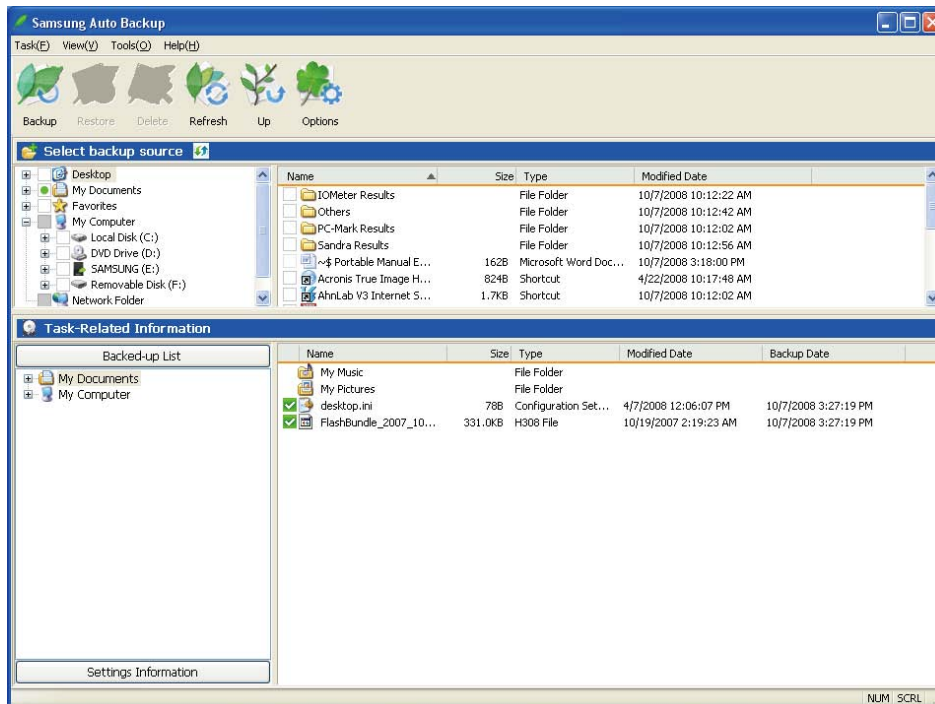 Samsung Auto Backup
Task(F) View(V) Tools(O) Help(H)
Backup Restore Delete Refresh Up Options
Select backup source
Desktop
My Documents
Favorites
My Computer
Local Disk (C:)
DVD Drive (D:)
SAMSUNG (E:)
Removable Disk (F:)
Network Folder
Name Size Type Modified Date
IOMeter Results File Folder 10/7/2008 10:12:22 AM
Others File Folder 10/7/2008 10:12:42 AM
PC-Mark Results File Folder 10/7/2008 10:12:02 AM
Sandra Results File Folder 10/7/2008 10:12:56 AM
~$ Portable Manual E... 162B Microsoft Word Doc... 10/7/2008 3:18:00 PM
Acronis True Image H... 824B Shortcut 4/22/2008 10:17:48 AM
AhnLab V3 Internet S... 1.7KB Shortcut 10/7/2008 10:12:02 AM
Task-Related Information
Backed-up List
My Documents
My Computer
Settings Information
Name Size Type Modified Date Backup Date
My Music File Folder
My Pictures File Folder
desktop.ini 78B Configuration Set... 4/7/2008 12:06:07 PM 10/7/2008 3:27:19 PM
FlashBundle_2007_10... 331.0KB H308 File 10/19/2007 2:19:23 AM 10/7/2008 3:27:19 PM
NUM SCRL